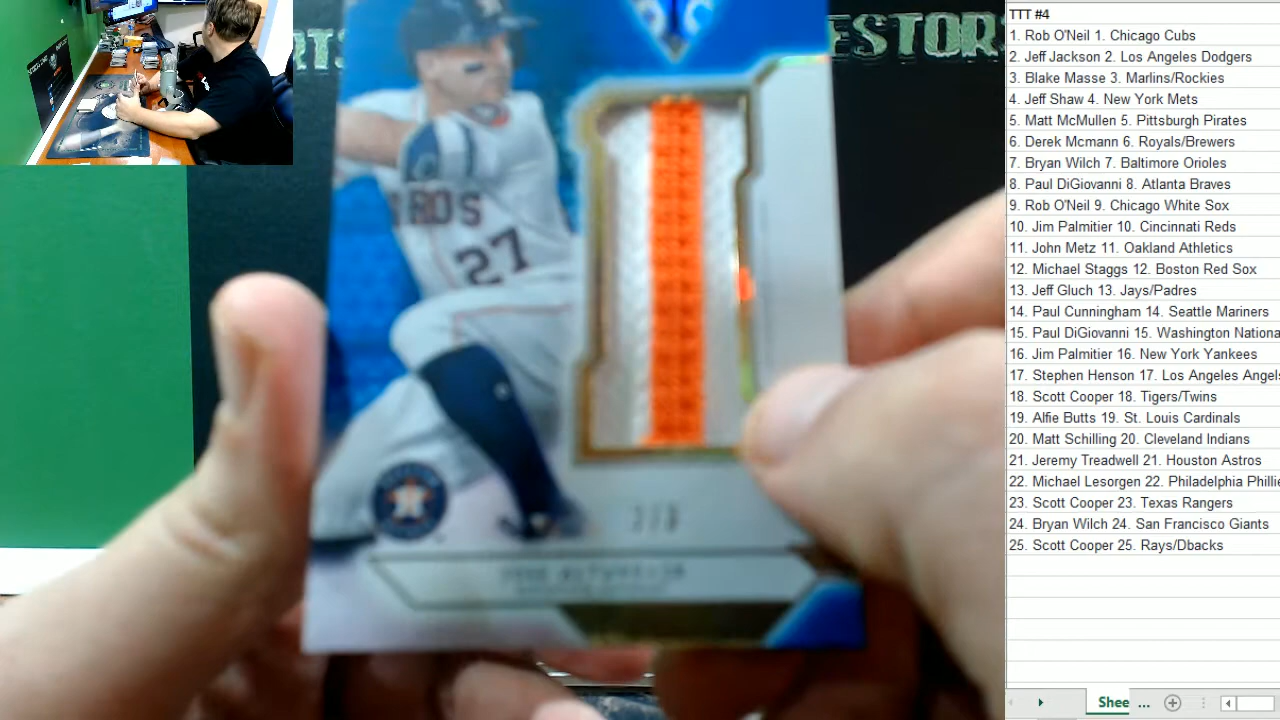 TTT #4
1. Rob O'Neil 1. Chicago Cubs
2. Jeff Jackson 2. Los Angeles Dodgers
3. Blake Masse 3. Marlins/Rockies
4. Jeff Shaw 4. New York Mets
5. Matt McMullen 5. Pittsburgh Pirates
6. Derek Mcmann 6. Royals/Brewers
7. Bryan Wilch 7. Baltimore Orioles
8. Paul DiGiovanni 8. Atlanta Braves
9. Rob O'Neil 9. Chicago White Sox
10. Jim Palmitier 10. Cincinnati Reds
11. John Metz 11. Oakland Athletics
12. Michael Staggs 12. Boston Red Sox
13. Jeff Gluch 13. Jays/Padres
14. Paul Cunningham 14. Seattle Mariners
15. Paul DiGiovanni 15. Washington Nationa
16. Jim Palmitier 16. New York Yankees
17. Stephen Henson 17. Los Angeles Angels
18. Scott Cooper 18. Tigers/Twins
19. Alfie Butts 19. St. Louis Cardinals
20. Matt Schilling 20. Cleveland Indians
21. Jeremy Treadwell 21. Houston Astros
22. Michael Lesorgen 22. Philadelphia Phillie
23. Scott Cooper 23. Texas Rangers
24. Bryan Wilch 24. San Francisco Giants
25. Scott Cooper 25. Rays/Dbacks
Shee ...
ESTORS
ROS
27